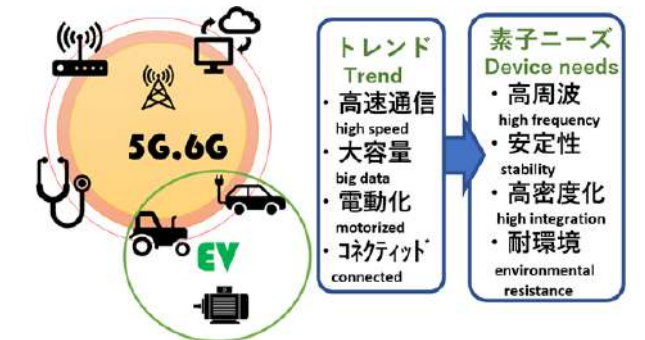 5G.6G
EV
トレンド
Trend
・高速通信
high speed
・大容量
big data
・電動化
motorized
・ｺﾈｸﾃｨｯﾄﾞ
connected
素子ニーズ
Device needs
・高周波
high frequency
・安定性
stability
・高密度化
high integration
・耐環境
environmental
resistance